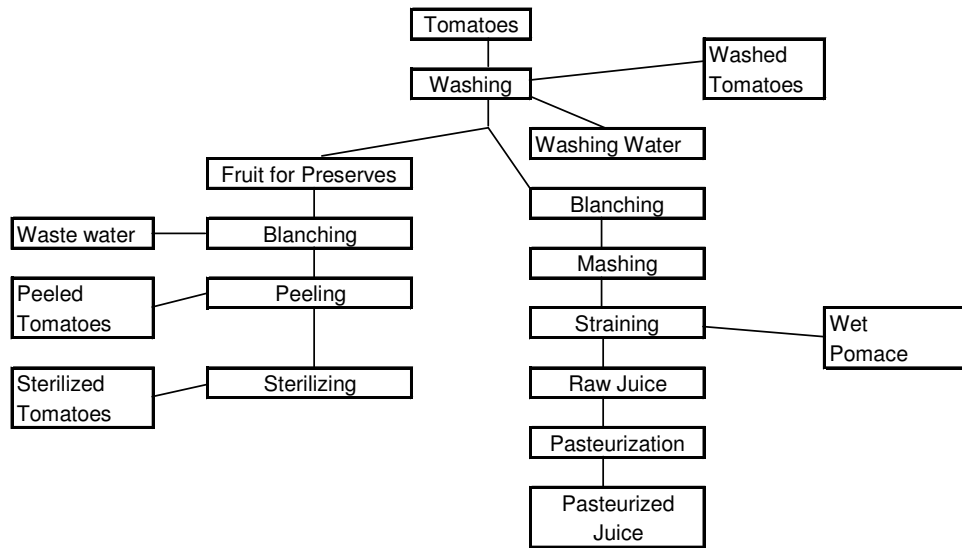 Tomatoes
Washing
Washed
Tomatoes
Washing Water
Fruit for Preserves
Blanching
Waste water
Blanching
Mashing
Peeled
Tomatoes
Peeling
Straining
Wet
Pomace
Sterilized
Tomatoes
Sterilizing
Raw Juice
Pasteurization
Pasteurized
Juice